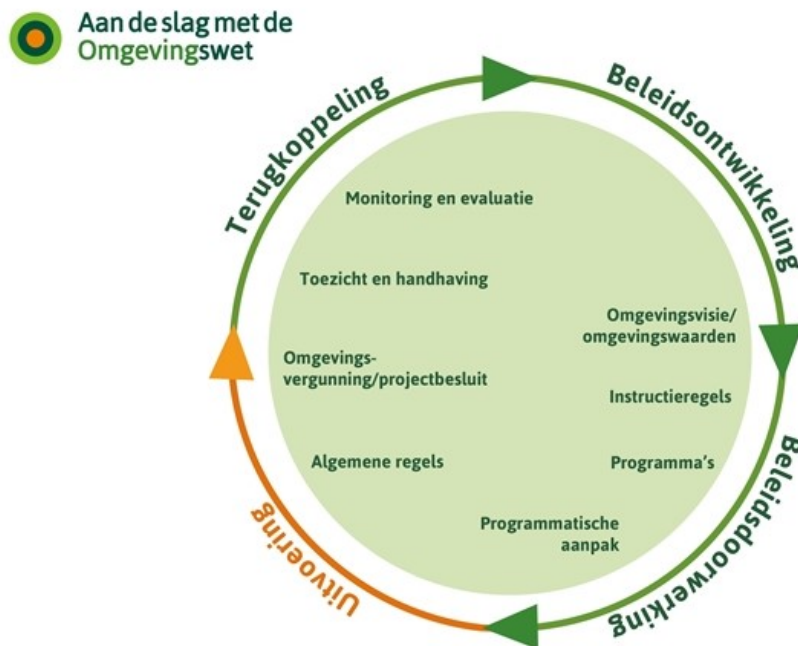 Aan de slag met de
Omgevingswet
Terugkoppeling
Beleidsontwikkeling
Monitoring en evaluatie
Toezicht en handhaving
Omgevingsvisie/
omgevingswaarden
Omgevings-
vergunning/projectbesluit
Instructieregels
Algemene regels
Programma's
Programmatische
aanpak
Uitvoering
Beleidsdoorwerking